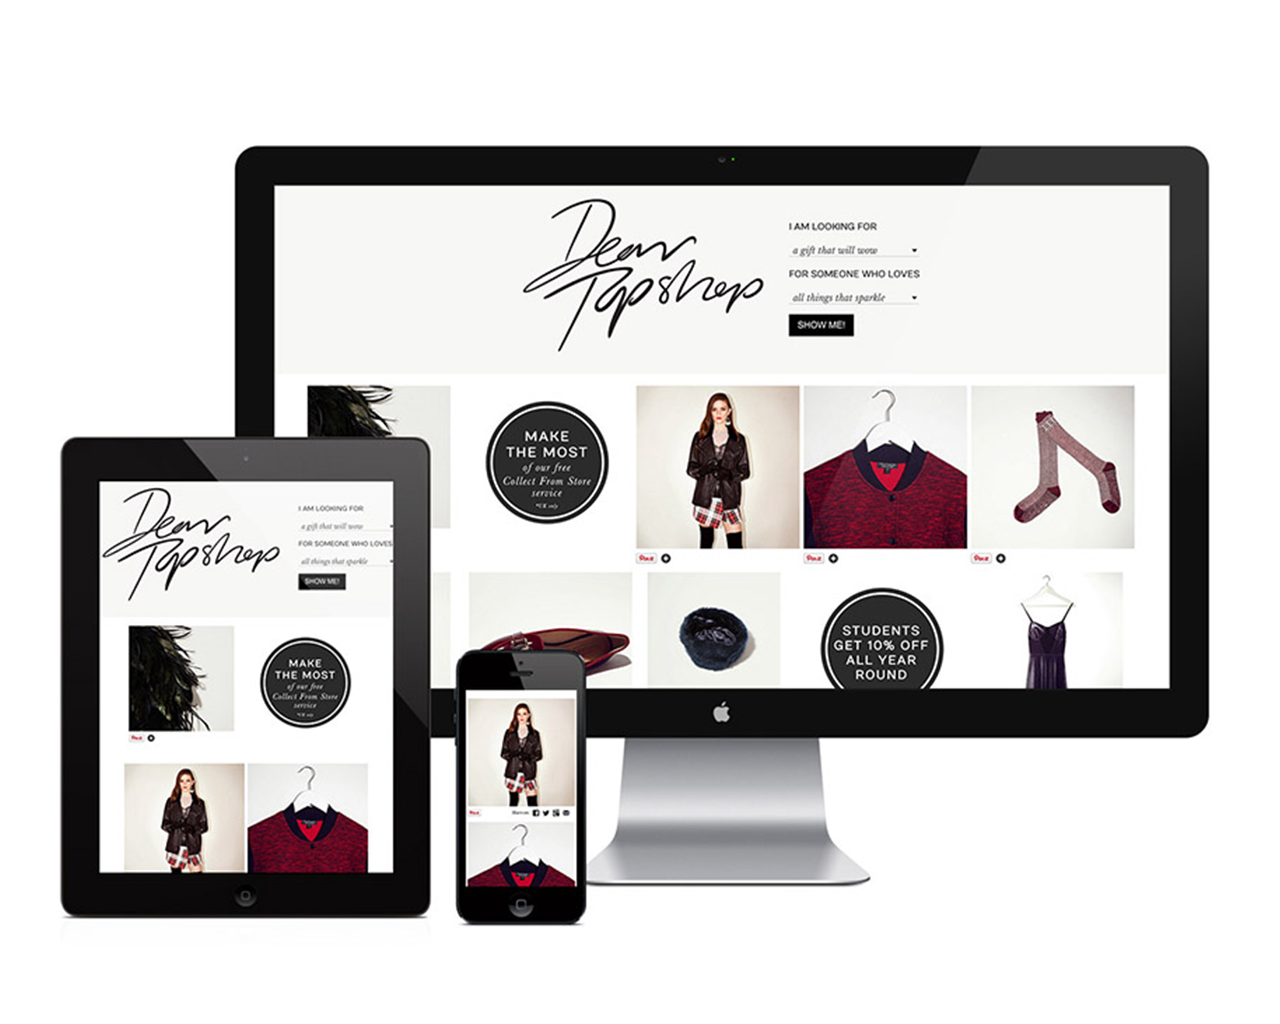 Dear
Topshop
I AM LOOKING FOR
a gift that will wow
FOR SOMEONE WHO LOVES
all things that sparkle
SHOW ME!
MAKE
THE MOST
of our free
Collect From Store
service
*UK only
Pin it
Pin it
Pin it
STUDENTS
GET 10% OFF
ALL YEAR
ROUND
Dear
Topshop
I AM LOOKING FOR
a gift that will wow
FOR SOMEONE WHO LOVES
all things that sparkle
SHOW ME!
MAKE
THE MOST
of our free
Collect From Store
service
*UK only